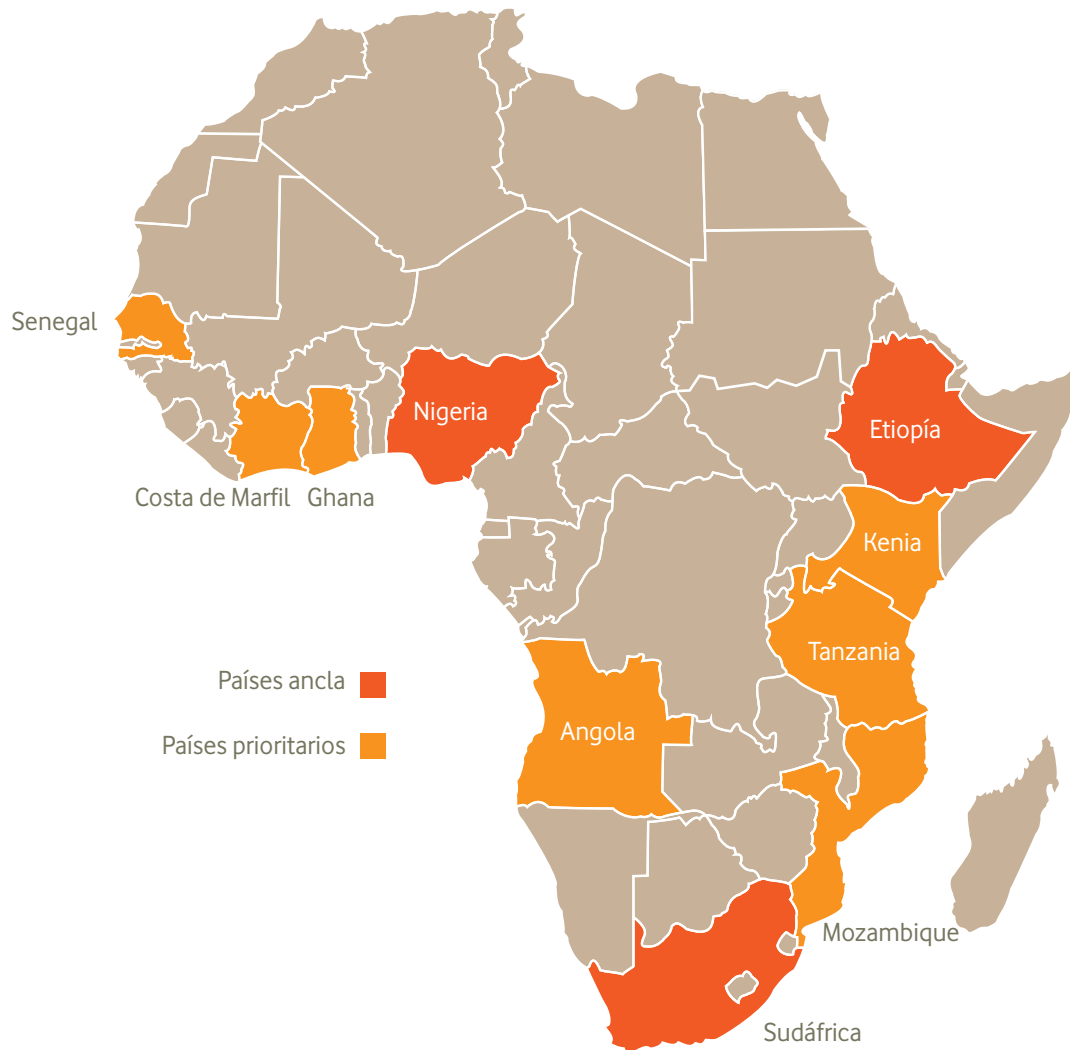 Senegal
Nigeria
Etiopía
Costa de Marfil
Ghana
Kenia
Tanzania
Países ancla
Angola
Países prioritarios
Mozambique
Sudáfrica